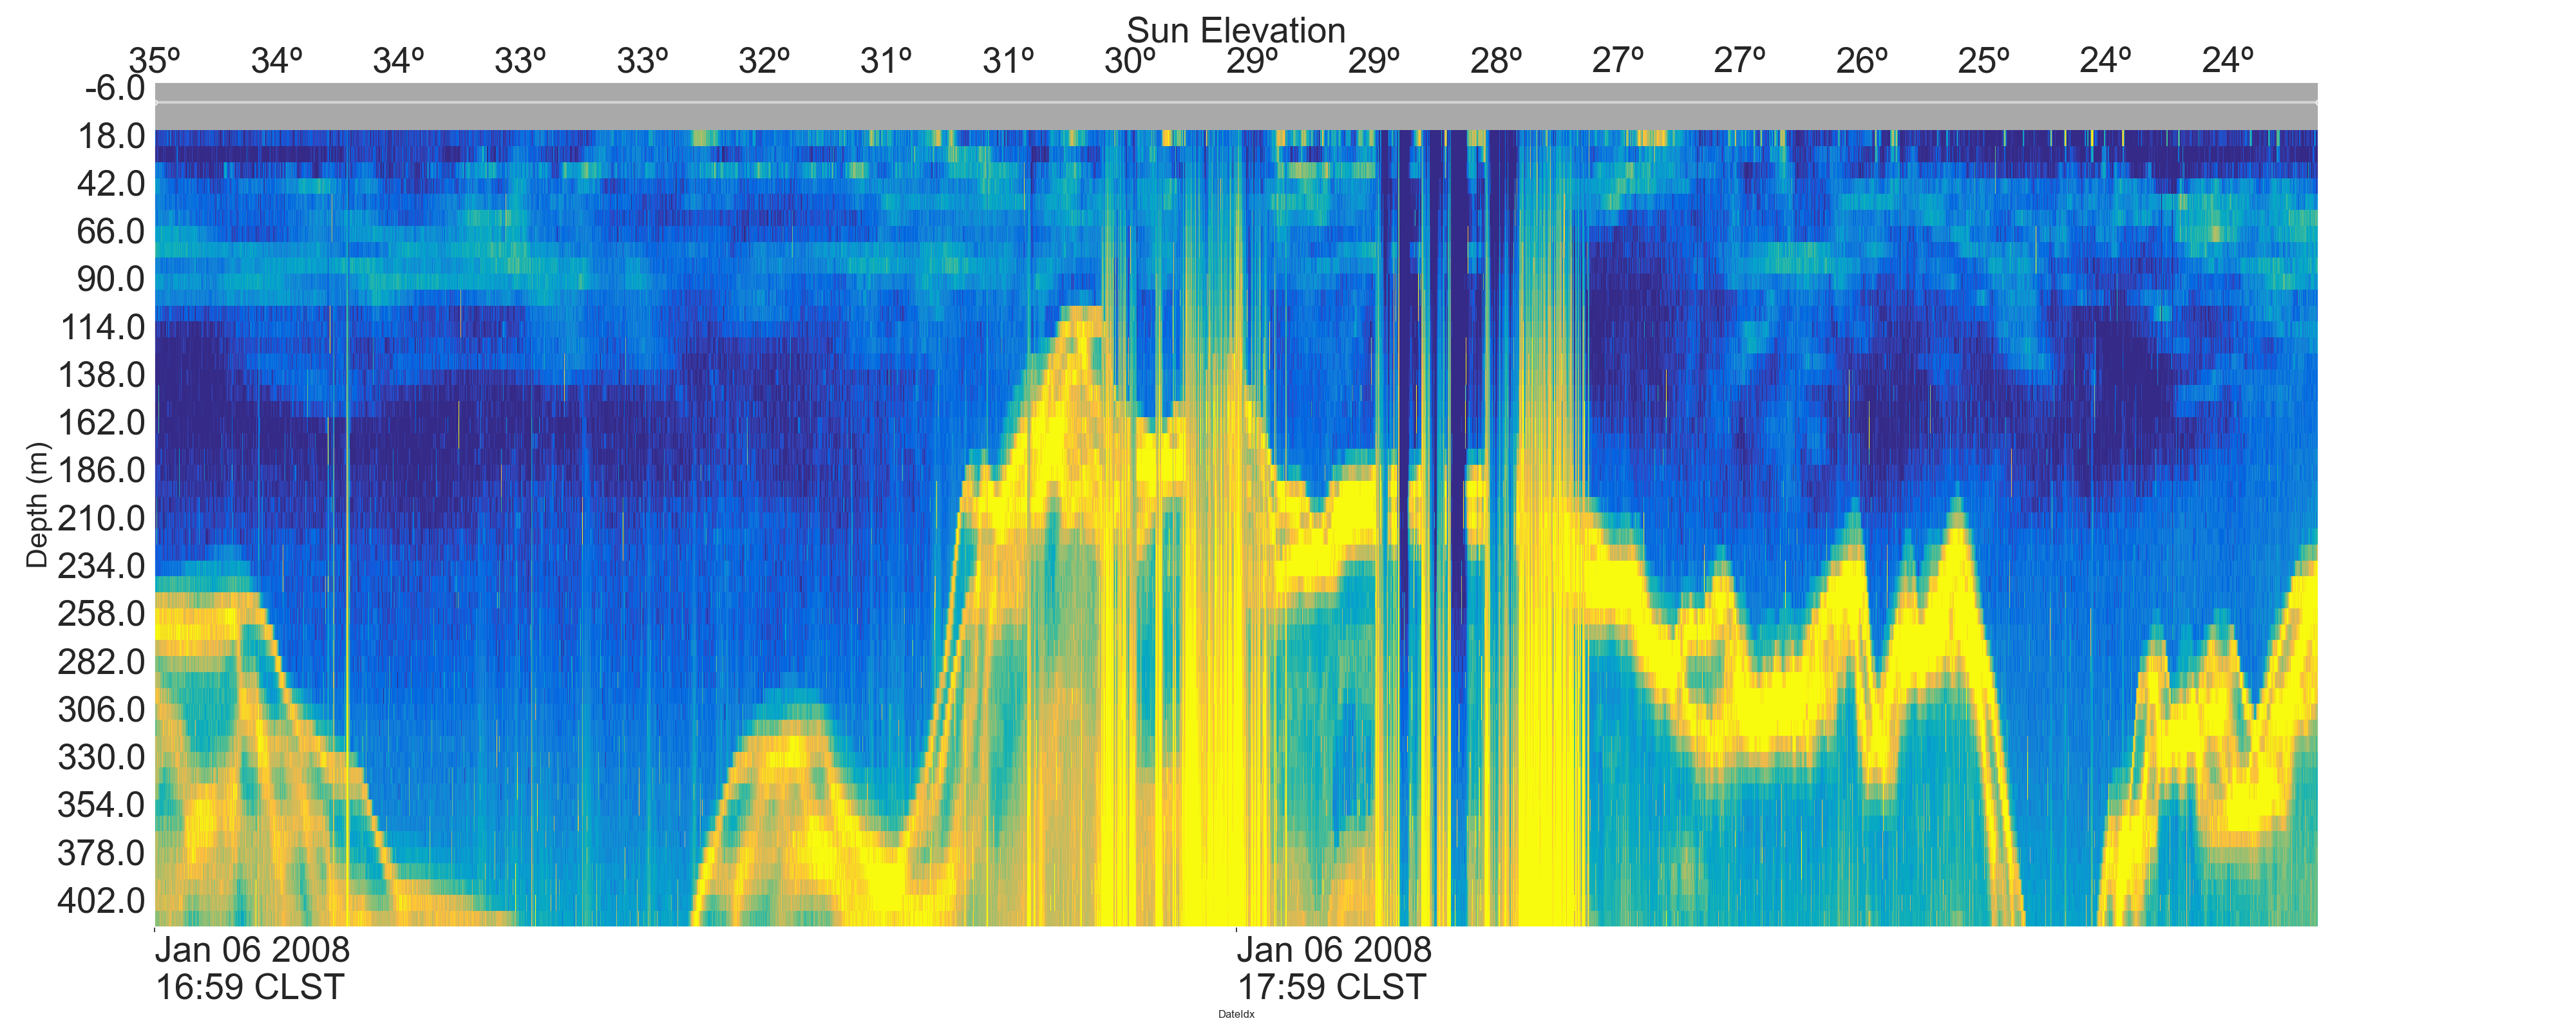 Sun Elevation
35º 34º 34º 33º 33º 32º 31º 31º 30º 29º 29º 28º 27º 27º 26º 25º 24º 24º
-6.0
18.0
42.0
66.0
90.0
114.0
138.0
162.0
186.0
210.0
234.0
258.0
282.0
306.0
330.0
354.0
378.0
402.0
Depth (m)
Jan 06 2008
16:59 CLST
Jan 06 2008
17:59 CLST
DateIdx